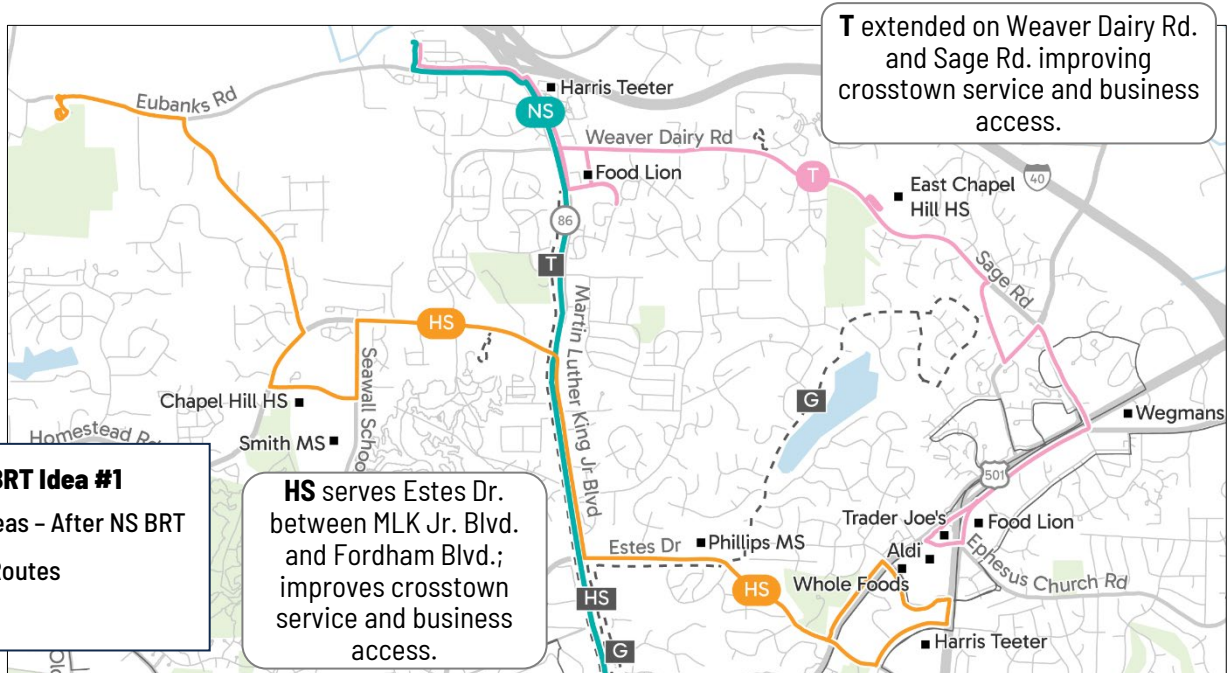 T extended on Weaver Dairy Rd.
and Sage Rd. improving
crosstown service and business
access.
Harris Teeter
Eubanks Rd
NS
Weaver Dairy Rd
Food Lion
T
East Chapel
Hill HS
40
86
T
Sage Rd
Martin Luther King Jr Blvd
HS
Seawall Schoo
G
Chapel Hill HS
Wegmans
Homestead Rd
Smith MS
BRT Idea #1
eas – After NS BRT
Routes
HS serves Estes Dr.
between MLK Jr. Blvd.
and Fordham Blvd.;
improves crosstown
service and business
access.
501
Trader Joe's
Food Lion
Estes Dr
Phillips MS
Aldi
Ephesus Church Rd
Whole Foods
HS
HS
Harris Teeter
G